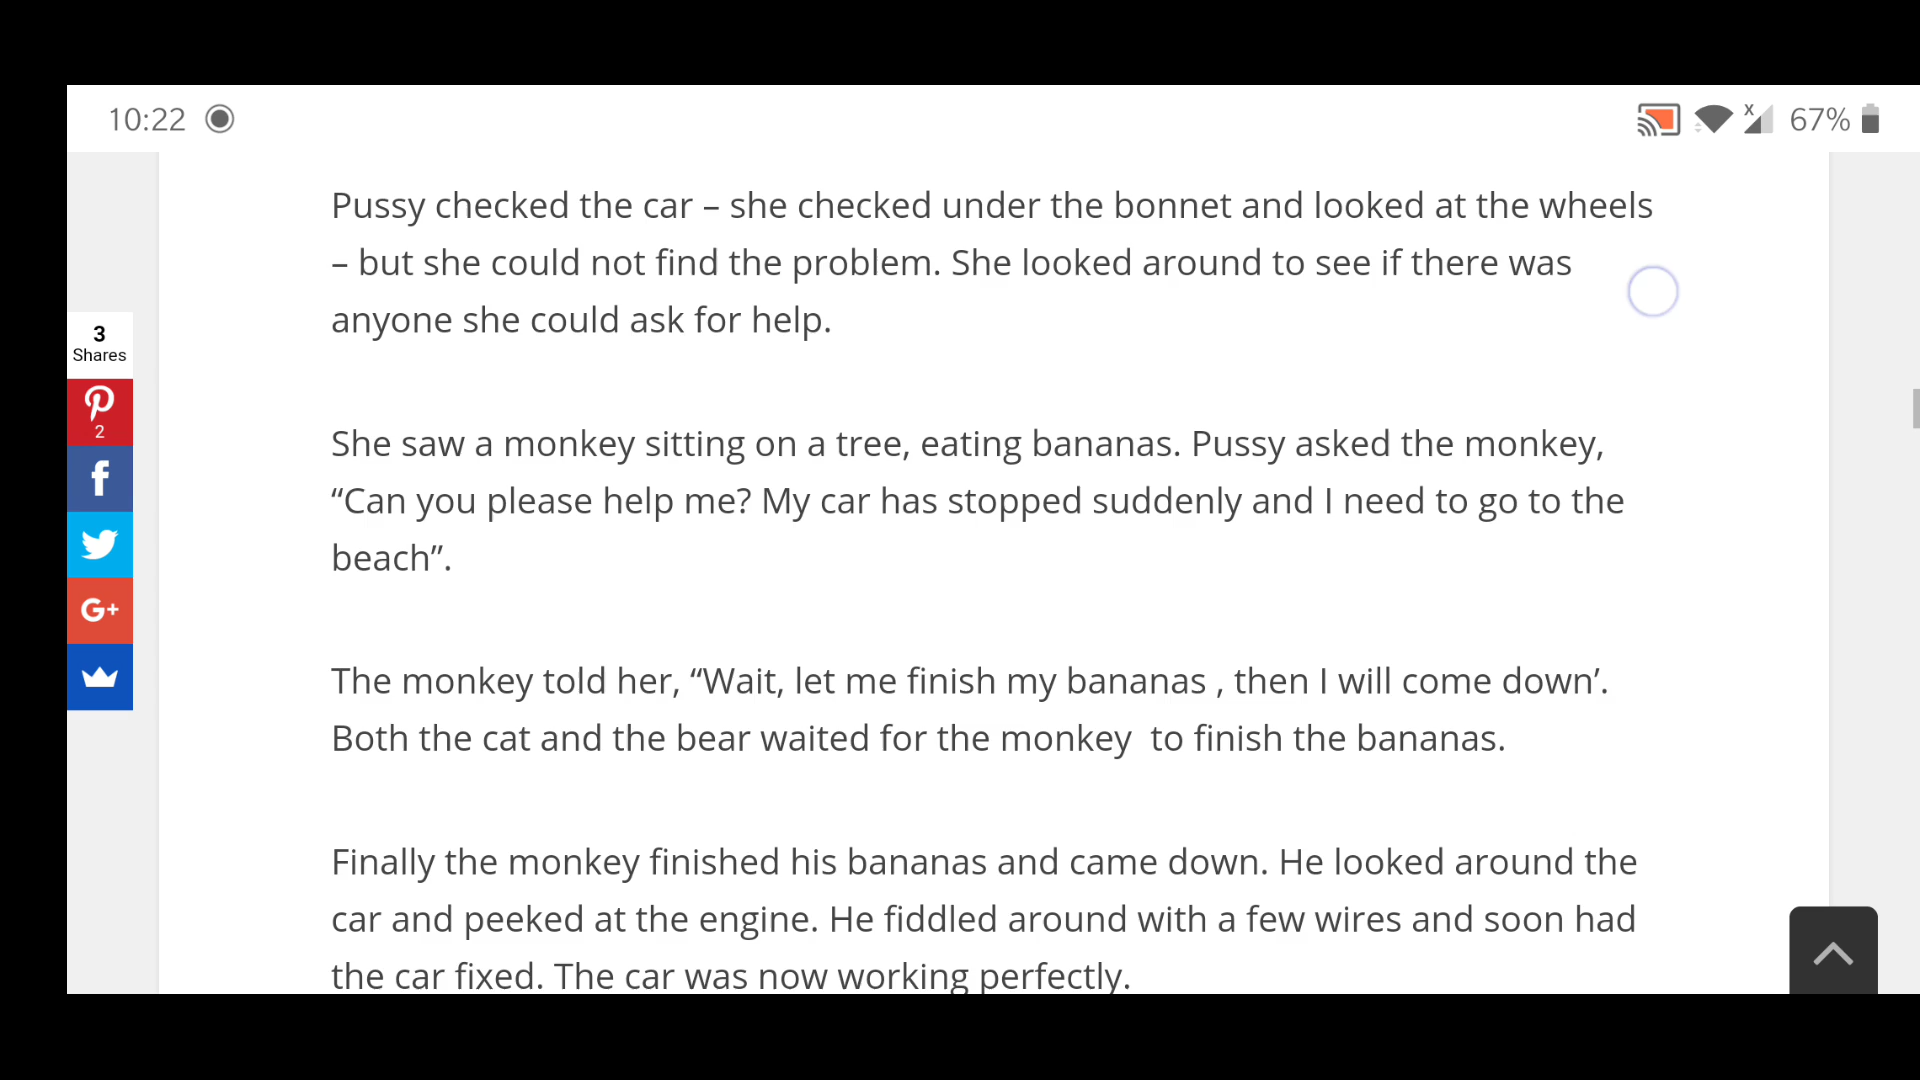 10:22
67%
Pussy checked the car – she checked under the bonnet and looked at the wheels
– but she could not find the problem. She looked around to see if there was
anyone she could ask for help.
3
Shares
2
She saw a monkey sitting on a tree, eating bananas. Pussy asked the monkey,
“Can you please help me? My car has stopped suddenly and I need to go to the
beach”.
G+
The monkey told her, “Wait, let me finish my bananas , then I will come down’.
Both the cat and the bear waited for the monkey  to finish the bananas.
Finally the monkey finished his bananas and came down. He looked around the
car and peeked at the engine. He fiddled around with a few wires and soon had
the car fixed. The car was now working perfectly.